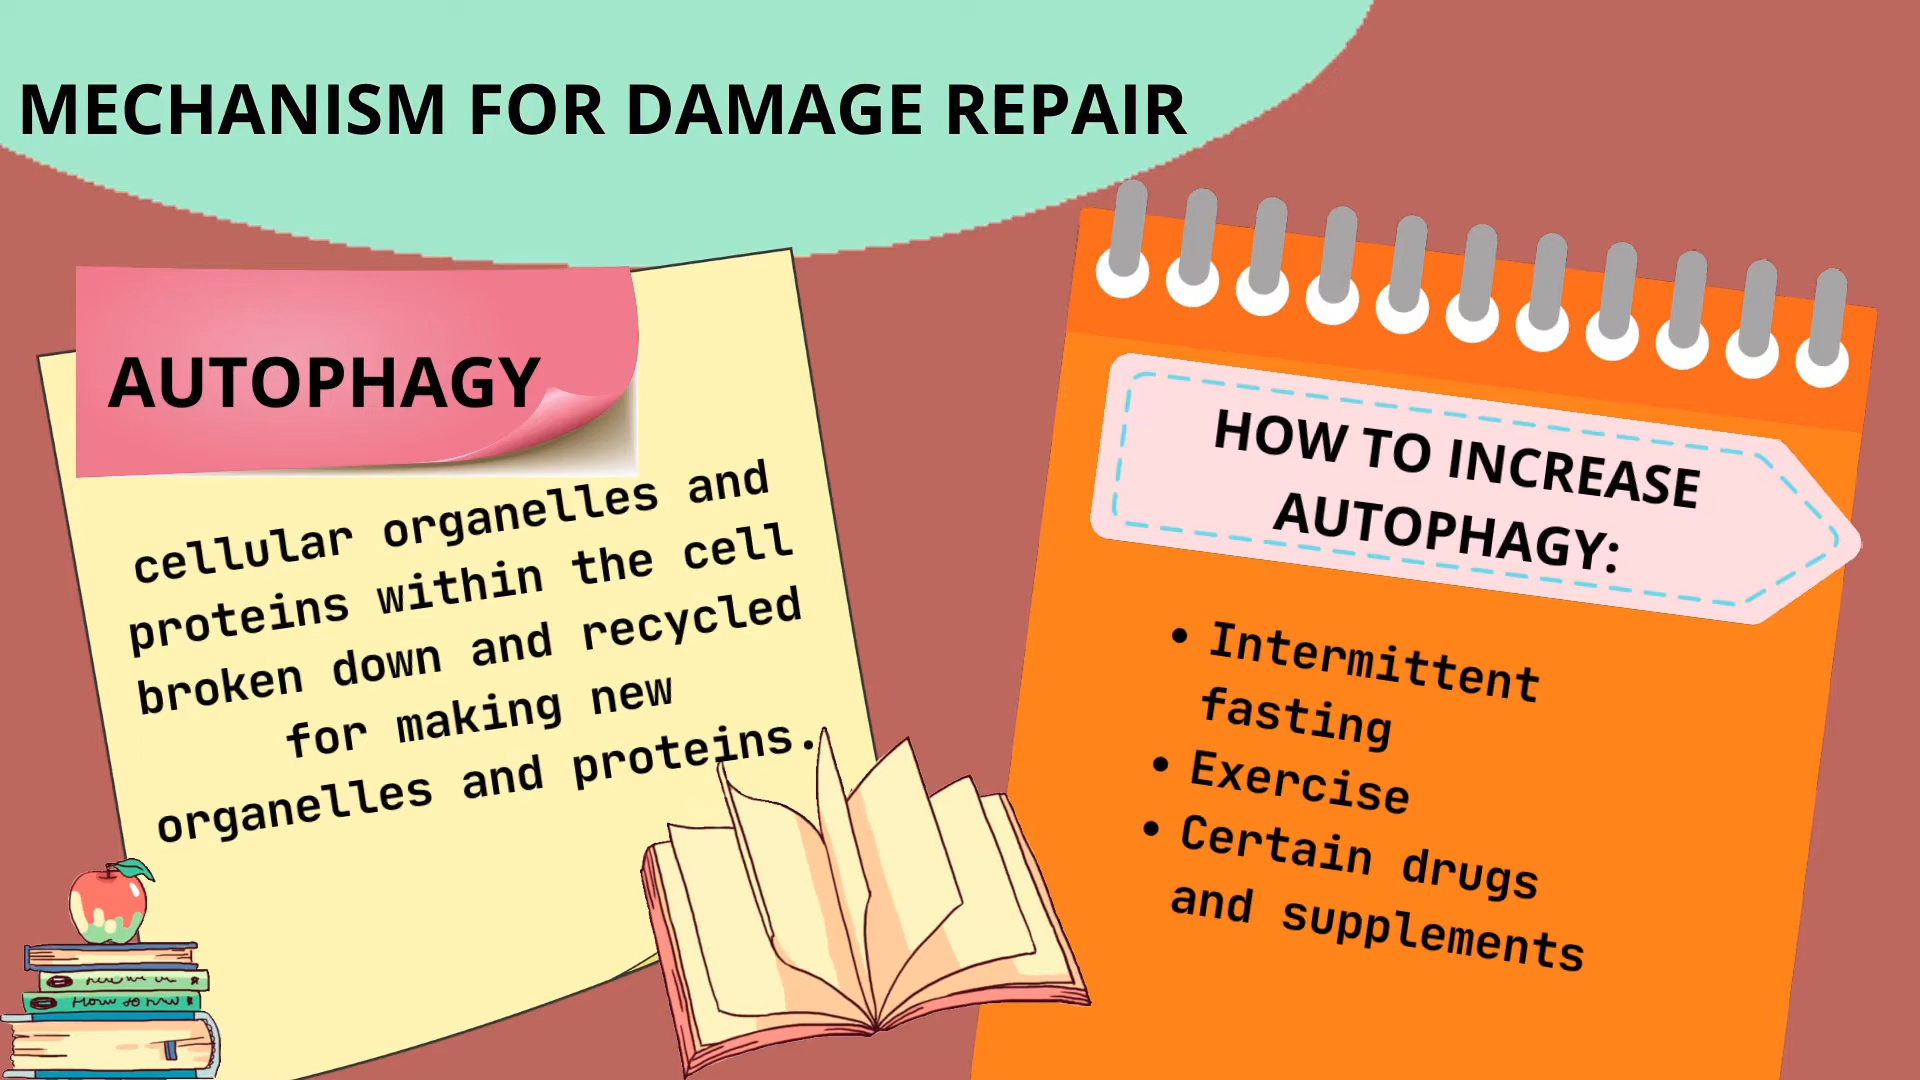 MECHANISM FOR DAMAGE REPAIR
AUTOPHAGY
cellular organelles and
proteins within the cell
broken down and recycled
for making new
organelles and proteins.
HOW TO INCREASE
AUTOPHAGY:
• Intermittent
fasting
• Exercise
• Certain drugs
and supplements